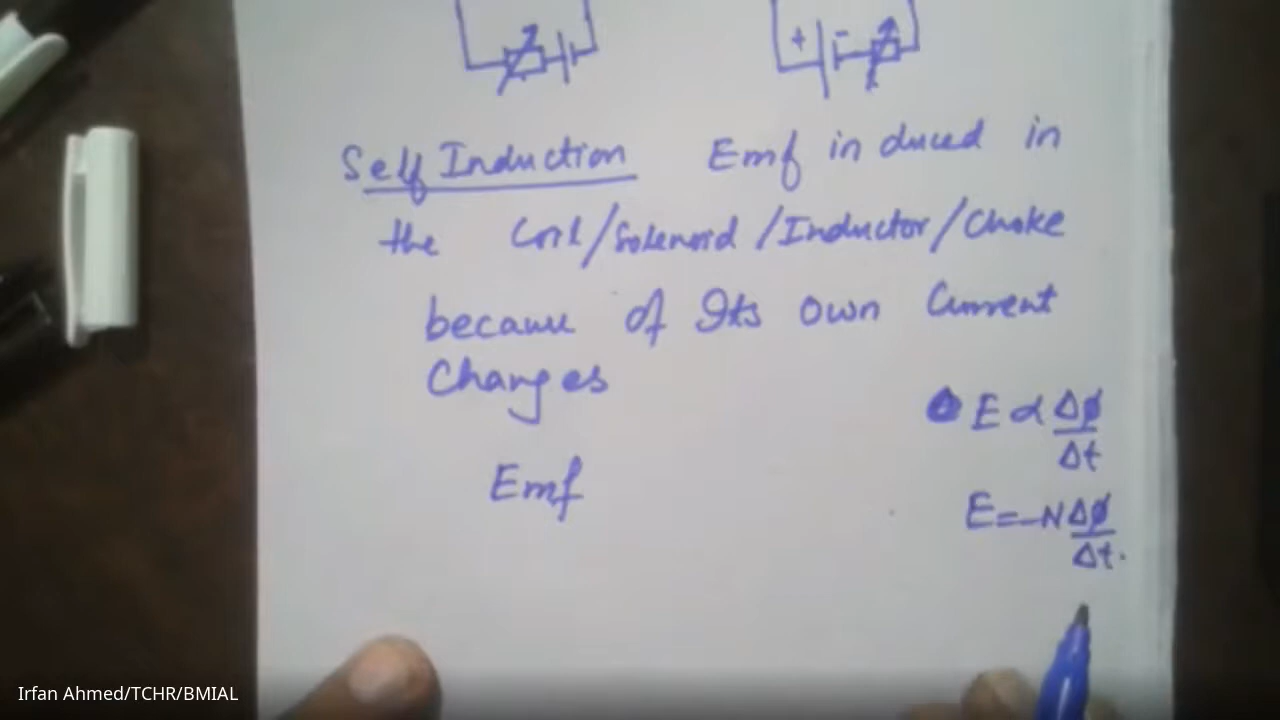 + -
Self Induction Emf induced in
the Coil/Solenoid/Inductor/Choke
because of Its own Current
Changes
E ∝ Δφ/Δt
Emf
E = -N Δφ/Δt.
Irfan Ahmed/TCHR/BMIAL